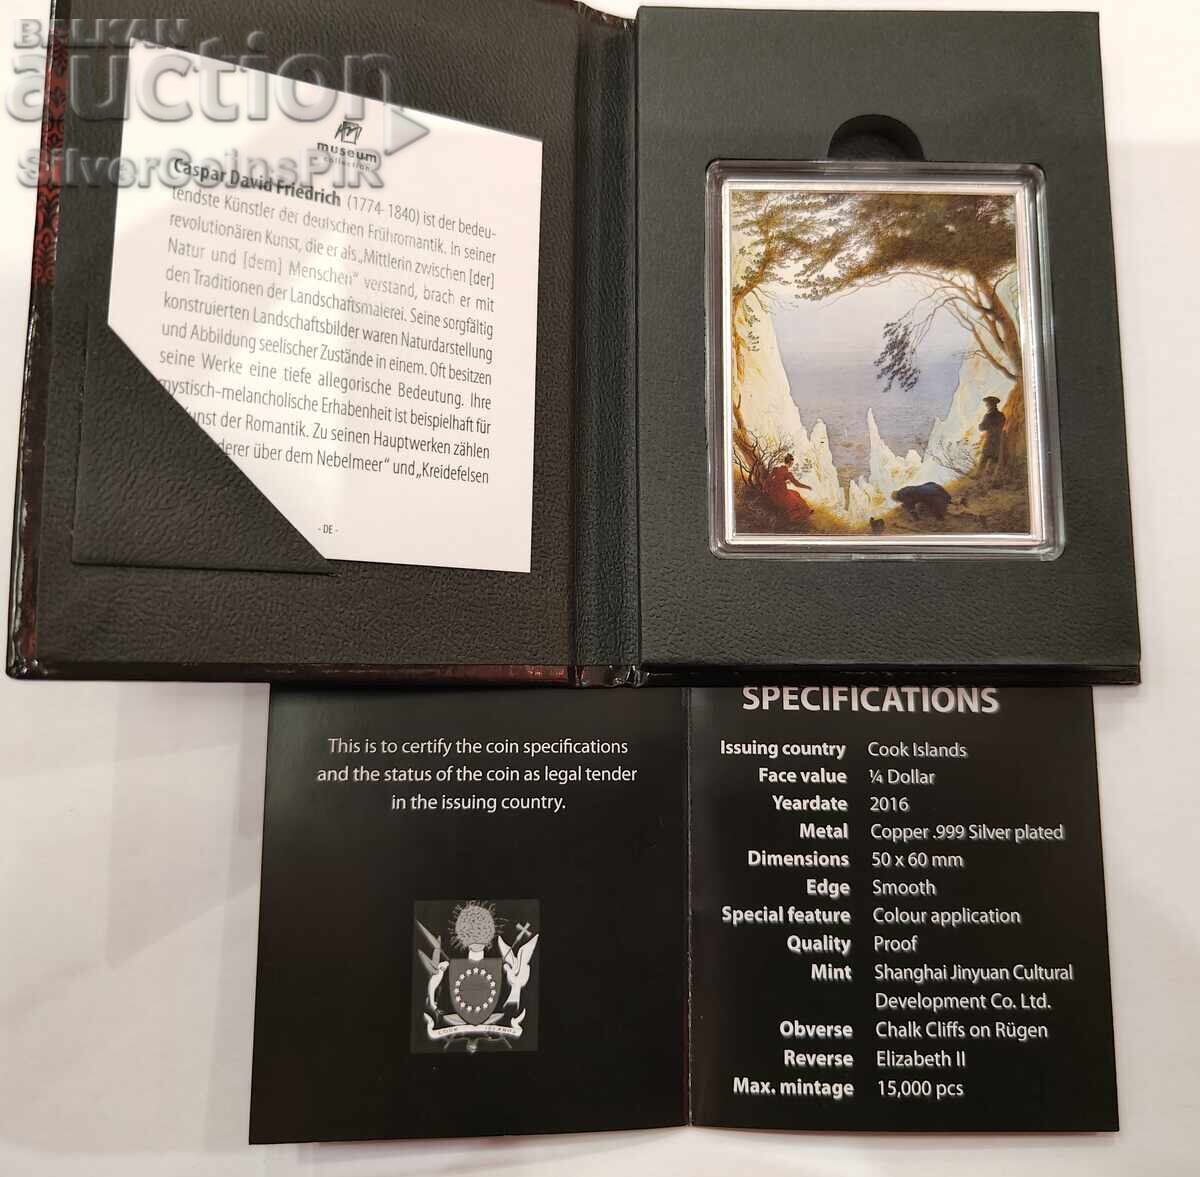 BALKAN
auction
SilverCoinsPIR
museum
collection
Caspar David Friedrich (1774-1840) ist der bedeu-
tendste Künstler der deutschen Frühromantik. In seiner
revolutionären Kunst, die er als „Mittlerin zwischen [der]
Natur und [dem] Menschen“ verstand, brach er mit
den Traditionen der Landschaftsmalerei. Seine sorgfältig
konstruierten Landschaftsbilder waren Naturdarstellung
und Abbildung seelischer Zustände in einem. Oft besitzen
seine Werke eine tiefe allegorische Bedeutung. Ihre
mystisch-melancholische Erhabenheit ist beispielhaft für
Kunst der Romantik. Zu seinen Hauptwerken zählen
derer über dem Nebelmeer“ und „Kreidefelsen
- DE -
This is to certify the coin specifications
and the status of the coin as legal tender
in the issuing country.
COOK ISLANDS
SPECIFICATIONS
Issuing country Cook Islands
Face value ¼ Dollar
Yeardate 2016
Metal Copper .999 Silver plated
Dimensions 50 x 60 mm
Edge Smooth
Special feature Colour application
Quality Proof
Mint Shanghai Jinyuan Cultural
Development Co. Ltd.
Obverse Chalk Cliffs on Rügen
Reverse Elizabeth II
Max. mintage 15,000 pcs